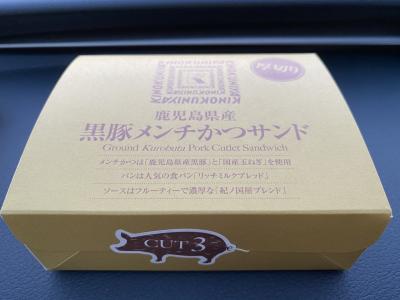 厚切り
KINOKUNIYA
鹿児島県産
黒豚メンチかつサンド
Ground Kurobuta Pork Cutlet Sandwich
メンチかつは「鹿児島県産黒豚」と「国産玉ねぎ」を使用
パンは人気の食パン「リッチミルクブレッド」
ソースはフルーティーで濃厚な「紀ノ国屋ブレンド」
CUT 3